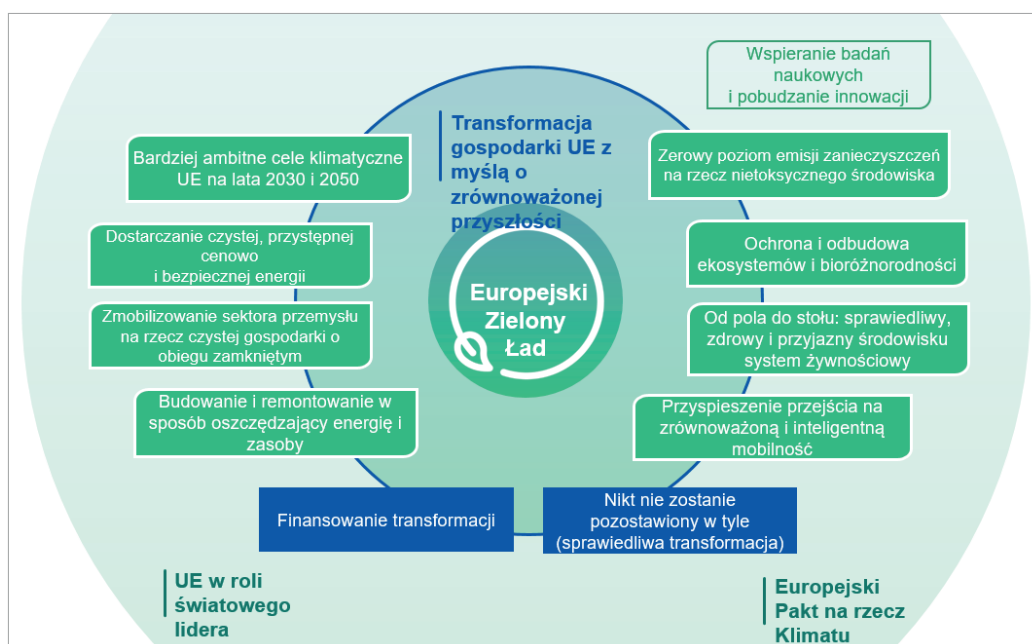 Wspieranie badań
naukowych
i pobudzanie innowacji
Transformacja
gospodarki UE z
myślą o
zrównoważonej
przyszłości
Bardziej ambitne cele klimatyczne
UE na lata 2030 i 2050
Zerowy poziom emisji zanieczyszczeń
na rzecz nietoksycznego środowiska
Dostarczanie czystej, przystępnej
cenowo
i bezpiecznej energii
Ochrona i odbudowa
ekosystemów i bioróżnorodności
Europejski
Zielony
Ład
Zmobilizowanie sektora przemysłu
na rzecz czystej gospodarki o
obiegu zamkniętym
Od pola do stołu: sprawiedliwy,
zdrowy i przyjazny środowisku
system żywnościowy
Budowanie i remontowanie w
sposób oszczędzający energię i
zasoby
Przyspieszenie przejścia na
zrównoważoną i inteligentną
mobilność
Finansowanie transformacji
Nikt nie zostanie
pozostawiony w tyle
(sprawiedliwa transformacja)
UE w roli
światowego
lidera
Europejski
Pakt na rzecz
Klimatu